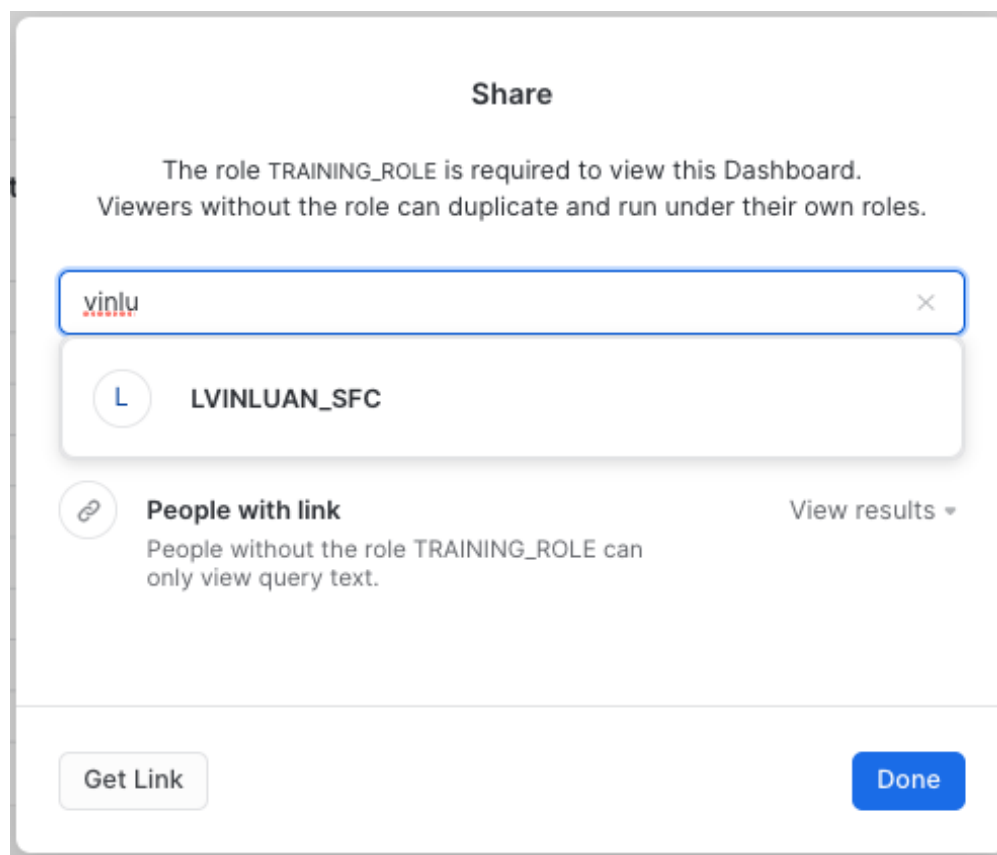 Share
The role TRAINING_ROLE is required to view this Dashboard.
Viewers without the role can duplicate and run under their own roles.
vinlu
L
LVINLUAN_SFC
People with link
View results
People without the role TRAINING_ROLE can
only view query text.
Get Link
Done